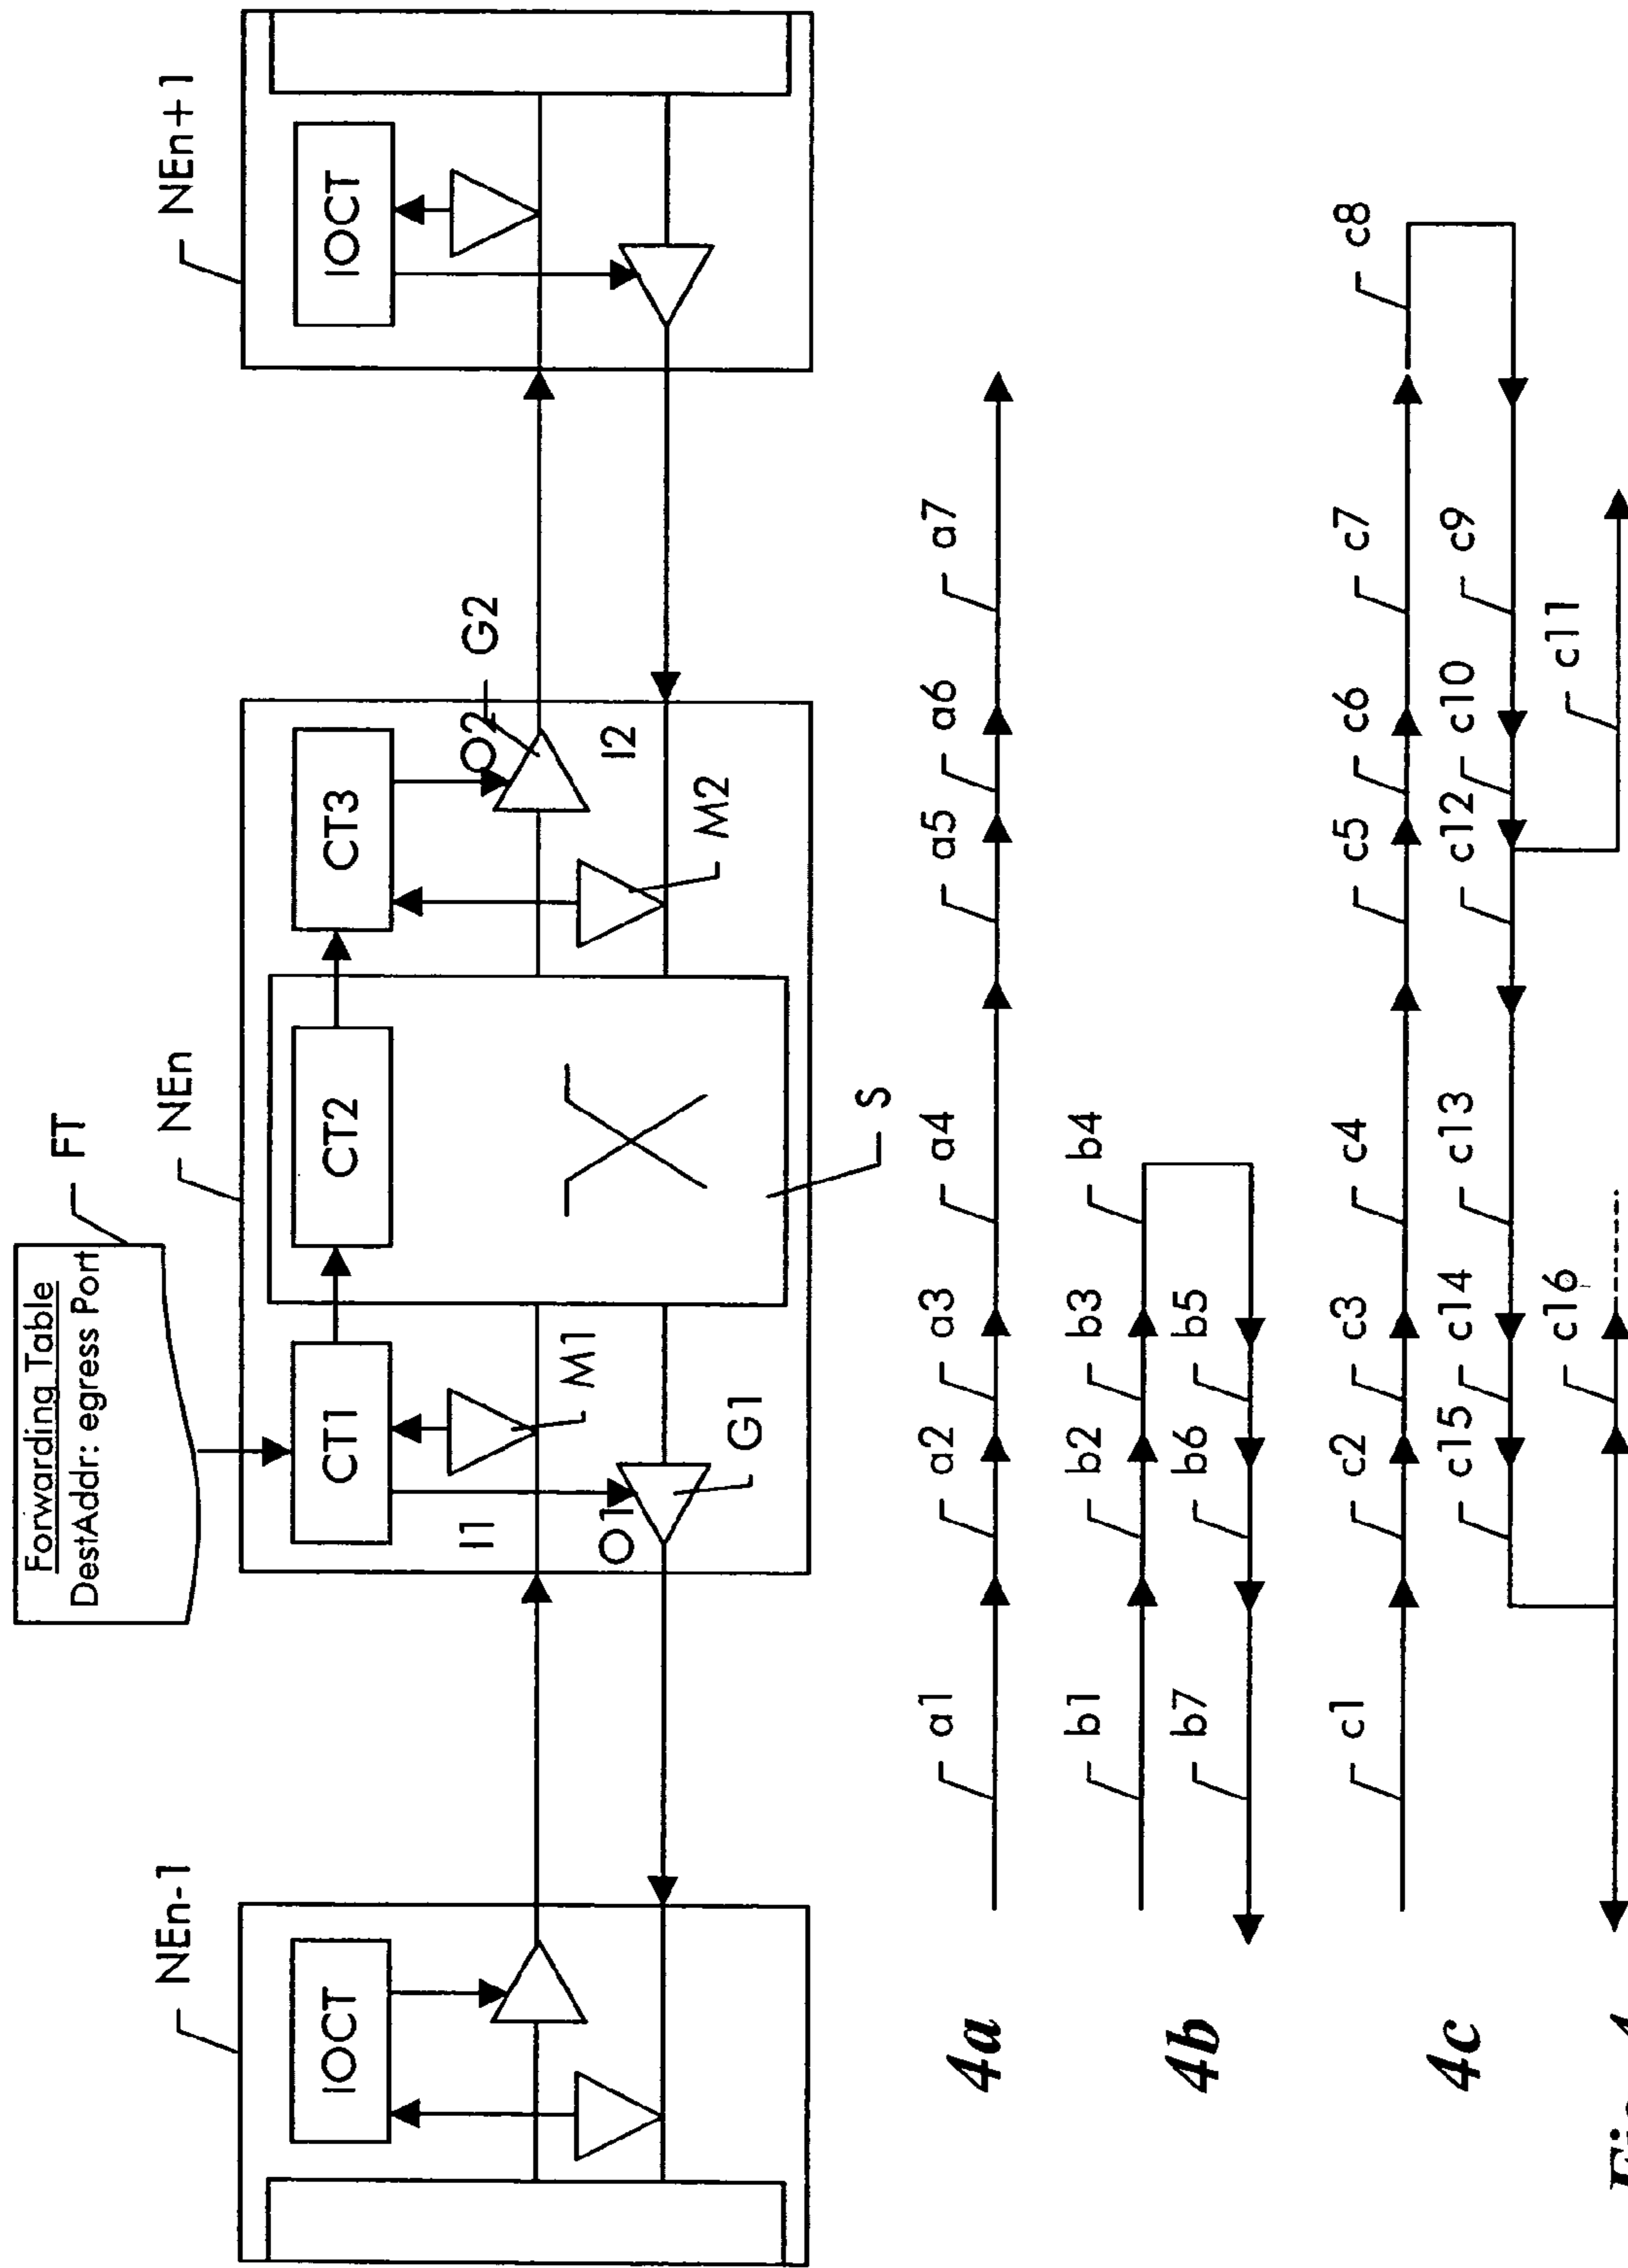 FT
Forwarding Table
DestAddr: egress Port
NEn-1
NEn
NEn+1
IOCT
CT1
CT2
CT3
IOCT
I1
M1
O1
G1
S
O2
G2
I2
M2
4a
a1
a2
a3
a4
a5
a6
a7
4b
b1
b2
b3
b4
b7
b6
b5
4c
c1
c2
c3
c4
c5
c6
c7
c8
c15
c14
c13
c12
c10
c9
c16
c11